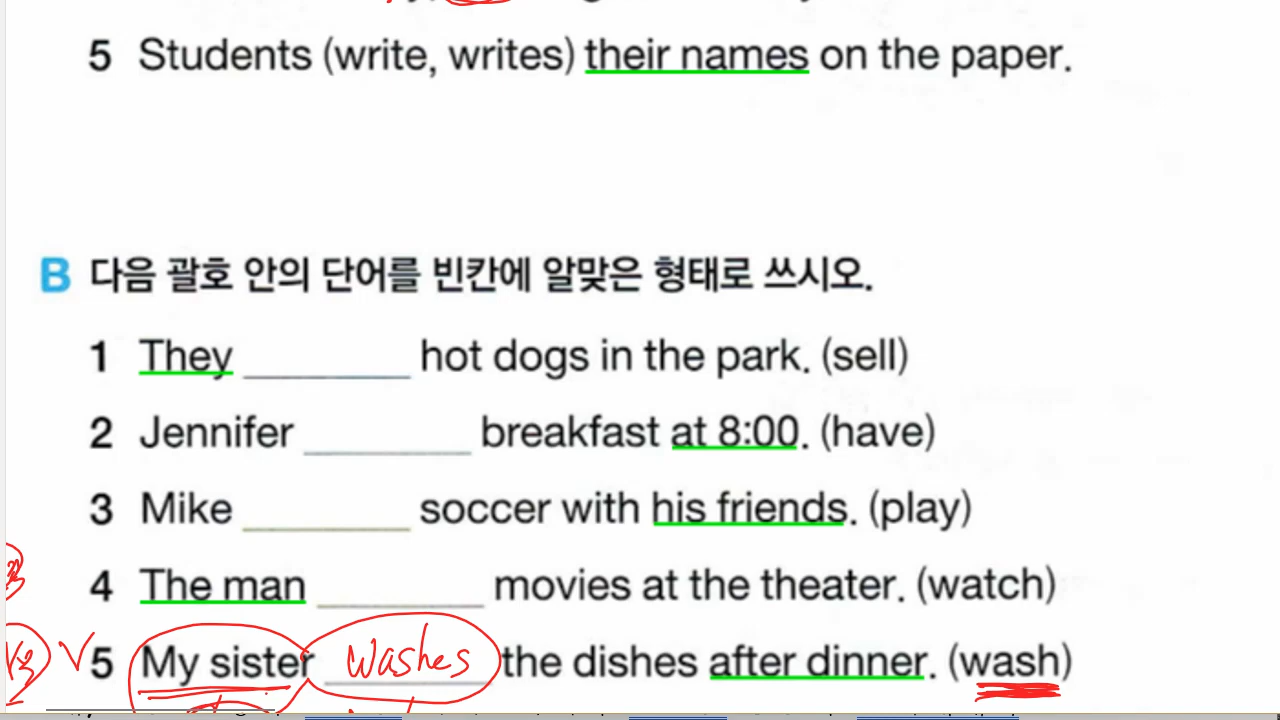 5 Students (write, writes) their names on the paper.
B 다음 괄호 안의 단어를 빈칸에 알맞은 형태로 쓰시오.
1 They ________ hot dogs in the park. (sell)
2 Jennifer ________ breakfast at 8:00. (have)
3 Mike ________ soccer with his friends. (play)
4 The man ________ movies at the theater. (watch)
V 5 My sister washes the dishes after dinner. (wash)